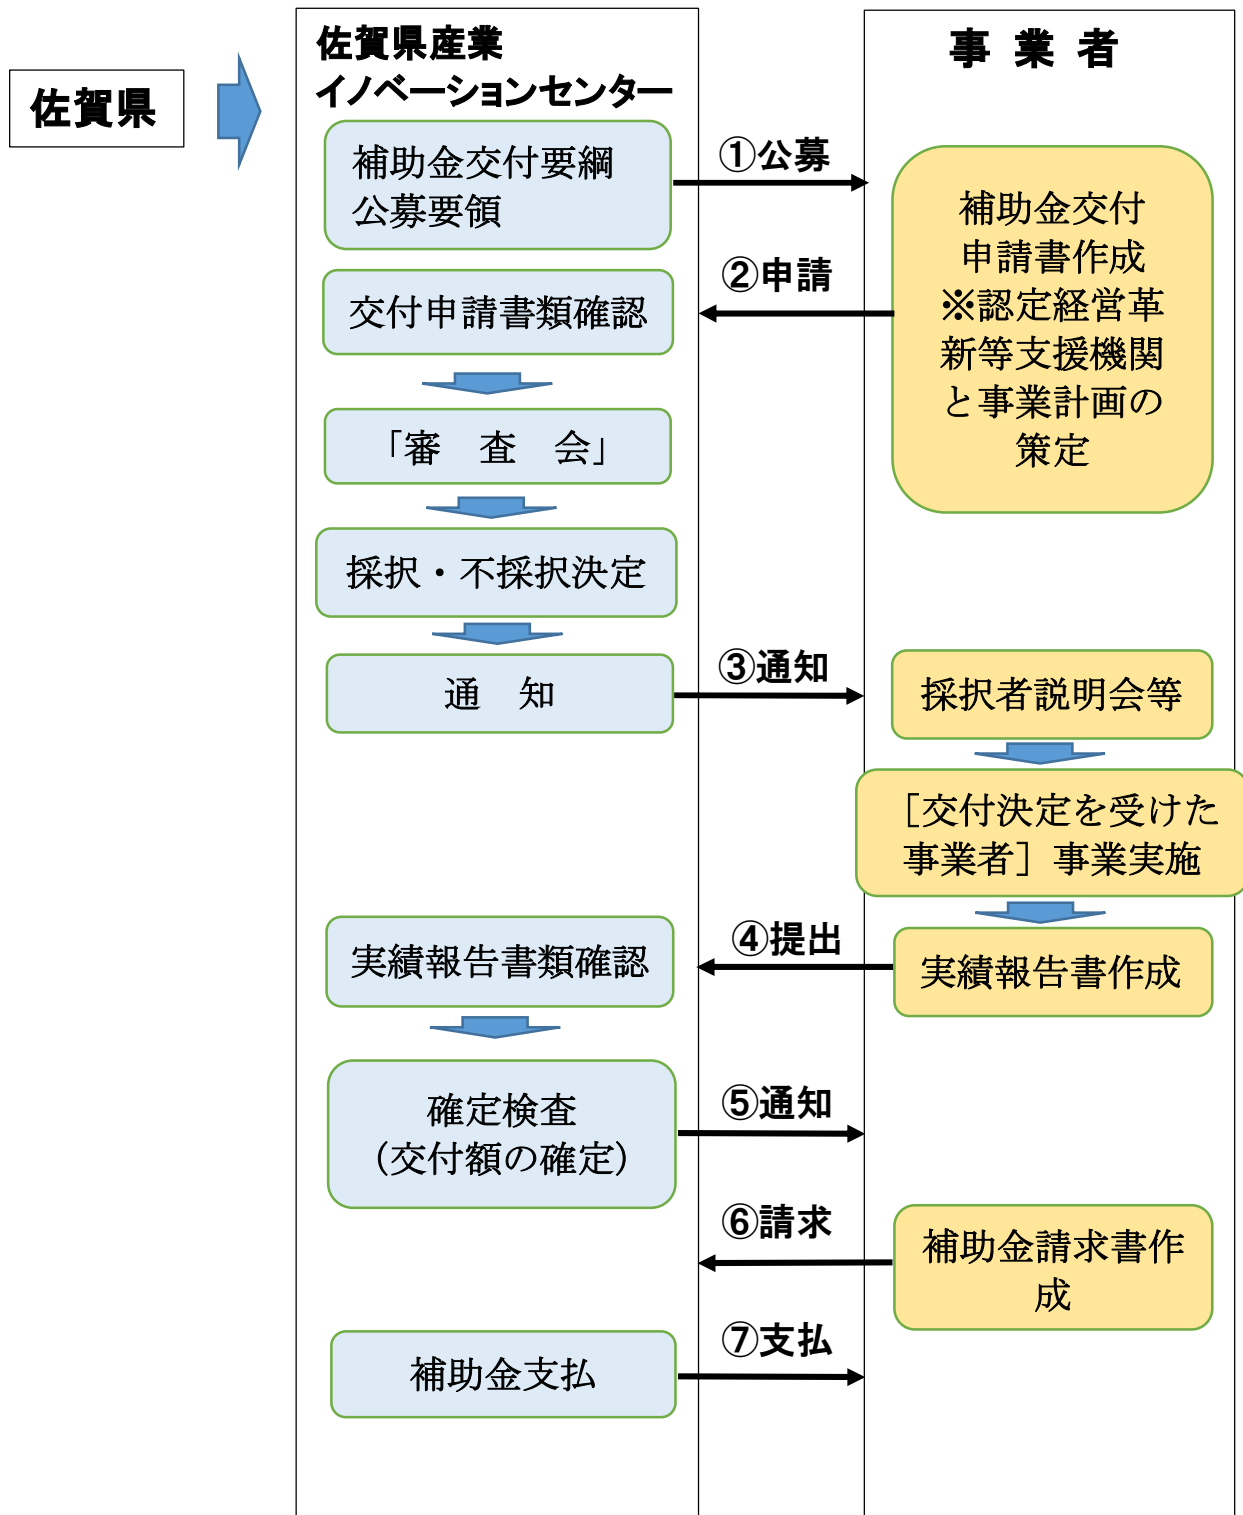 佐賀県
佐賀県産業
イノベーションセンター
事 業 者
補助金交付要綱
公募要領
①公募
補助金交付
申請書作成
※認定経営革
新等支援機関
と事業計画の
策定
②申請
交付申請書類確認
「審　査　会」
採択・不採択決定
通　知
③通知
採択者説明会等
［交付決定を受けた
事業者］事業実施
実績報告書類確認
④提出
実績報告書作成
確定検査
（交付額の確定）
⑤通知
⑥請求
補助金請求書作
成
補助金支払
⑦支払